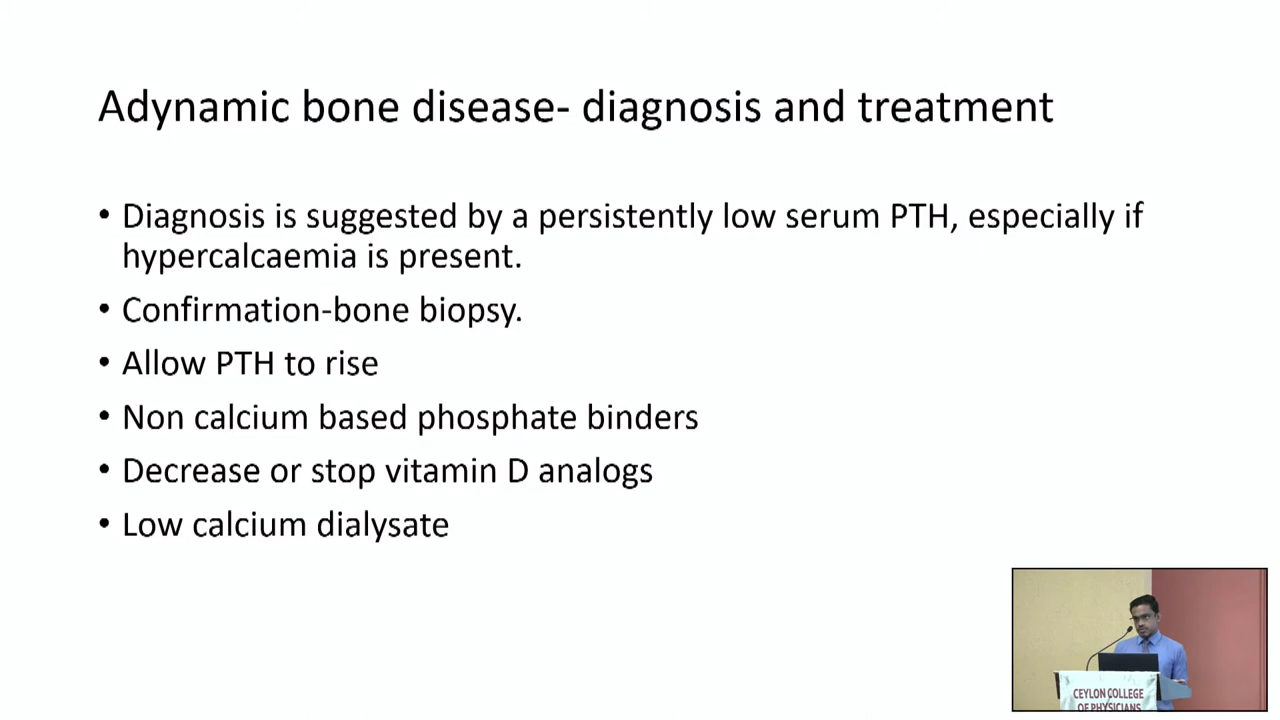 Adynamic bone disease- diagnosis and treatment
• Diagnosis is suggested by a persistently low serum PTH, especially if
hypercalcaemia is present.
• Confirmation-bone biopsy.
• Allow PTH to rise
• Non calcium based phosphate binders
• Decrease or stop vitamin D analogs
• Low calcium dialysate
CEYLON COLLEGE
OF PHYSICIANS